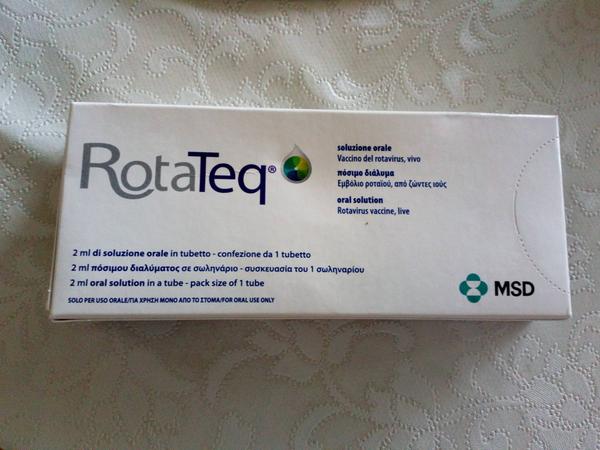 RotaTeq®
soluzione orale
Vaccino del rotavirus, vivo
πόσιμο διάλυμα
Εμβόλιο ροταϊού, από ζώντες ιούς
oral solution
Rotavirus vaccine, live
2 ml di soluzione orale in tubetto - confezione da 1 tubetto
2 ml πόσιμου διαλύματος σε σωληνάριο - συσκευασία του 1 σωληναρίου
2 ml oral solution in a tube - pack size of 1 tube
SOLO PER USO ORALE/ΓΙΑ ΧΡΗΣΗ ΜΟΝΟ ΑΠΟ ΤΟ ΣΤΟΜΑ/FOR ORAL USE ONLY
MSD